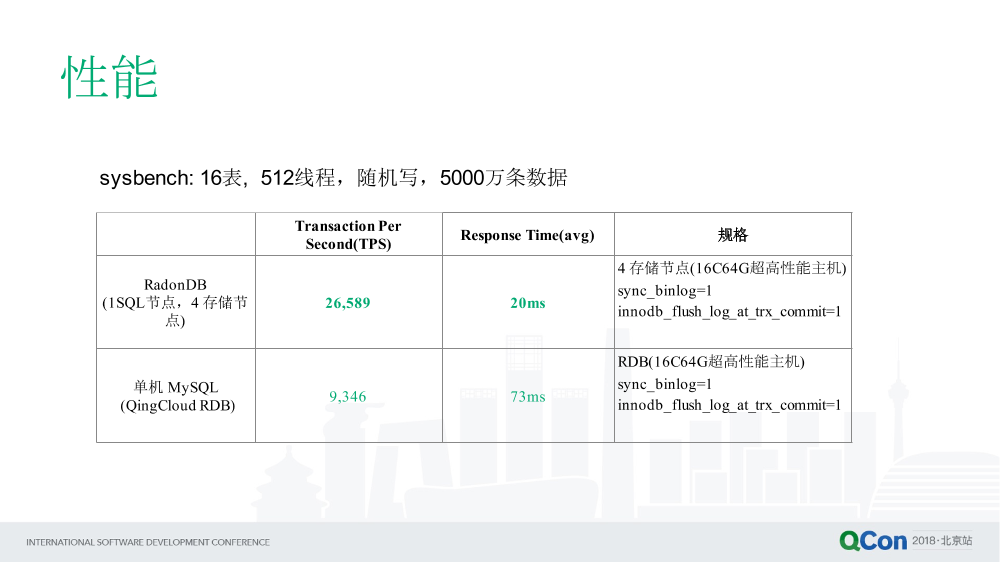 性能
sysbench: 16表，512线程，随机写，5000万条数据
Transaction Per
Second(TPS)
Response Time(avg)
规格
RadonDB
(1SQL节点，4 存储节
点)
26,589
20ms
4 存储节点(16C64G超高性能主机)
sync_binlog=1
innodb_flush_log_at_trx_commit=1
单机 MySQL
(QingCloud RDB)
9,346
73ms
RDB(16C64G超高性能主机)
sync_binlog=1
innodb_flush_log_at_trx_commit=1
INTERNATIONAL SOFTWARE DEVELOPMENT CONFERENCE
QCon 2018·北京站